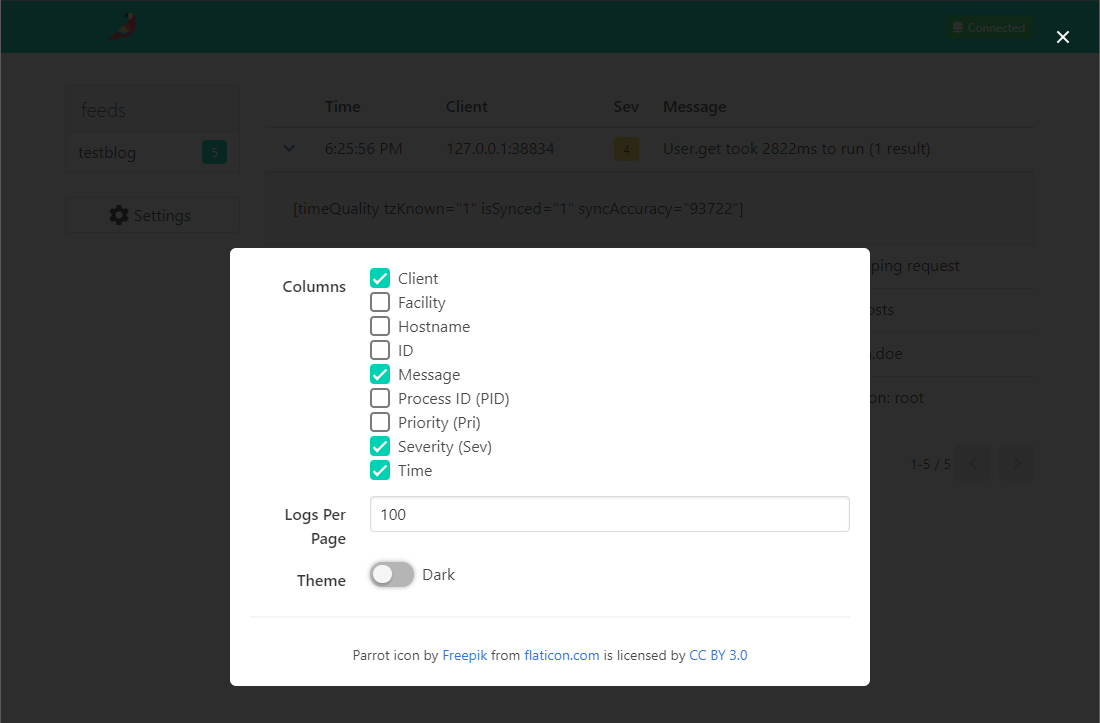 Connected
feeds
testblog 5
Settings
Time Client Sev Message
6:25:56 PM 127.0.0.1:38834 4 User.get took 2822ms to run (1 result)
[timeQuality tzKnown="1" isSynced="1" syncAccuracy="93722"]
ping request
osts
.doe
on: root
1-5 / 5
Columns
Client
Facility
Hostname
ID
Message
Process ID (PID)
Priority (Pri)
Severity (Sev)
Time
Logs Per
Page
100
Theme
Dark
Parrot icon by Freepik from flaticon.com is licensed by CC BY 3.0